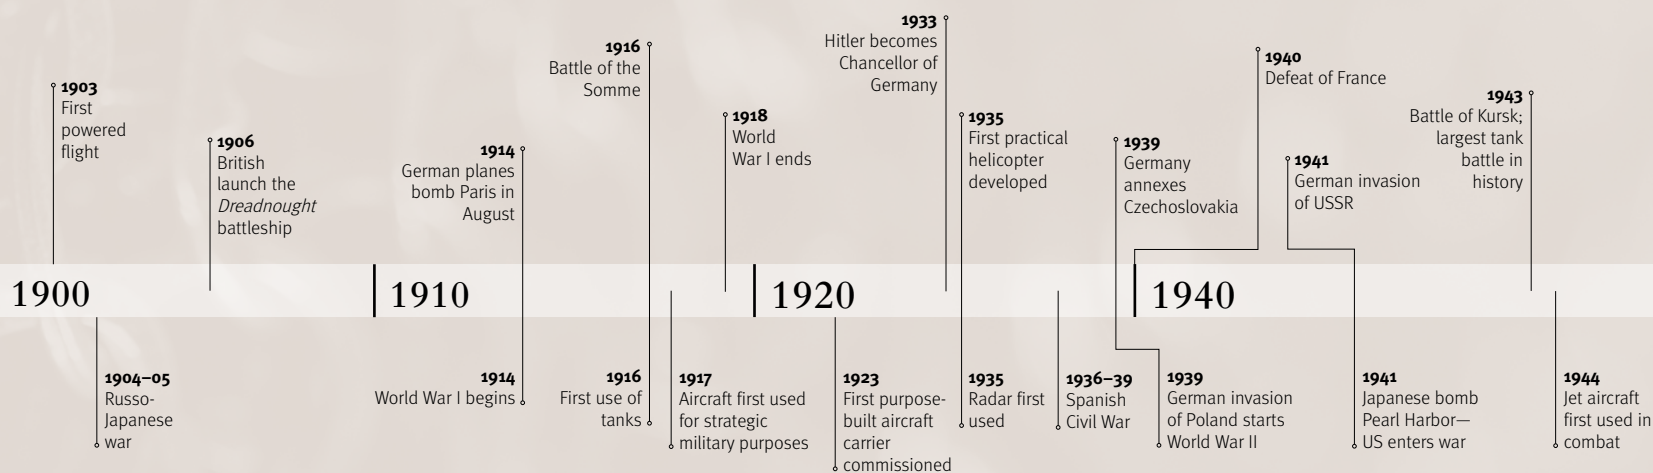 1903
First
powered
flight
1906
British
launch the
Dreadnought
battleship
1914
German planes
bomb Paris in
August
1916
Battle of the
Somme
1918
World
War I ends
1933
Hitler becomes
Chancellor of
Germany
1935
First practical
helicopter
developed
1939
Germany
annexes
Czechoslovakia
1940
Defeat of France
1941
German invasion
of USSR
1943
Battle of Kursk;
largest tank
battle in
history
1900
1910
1920
1940
1904–05
Russo-
Japanese
war
1914
World War I begins
1916
First use of
tanks
1917
Aircraft first used
for strategic
military purposes
1923
First purpose-
built aircraft
carrier
commissioned
1935
Radar first
used
1936–39
Spanish
Civil War
1939
German invasion
of Poland starts
World War II
1941
Japanese bomb
Pearl Harbor—
US enters war
1944
Jet aircraft
first used in
combat